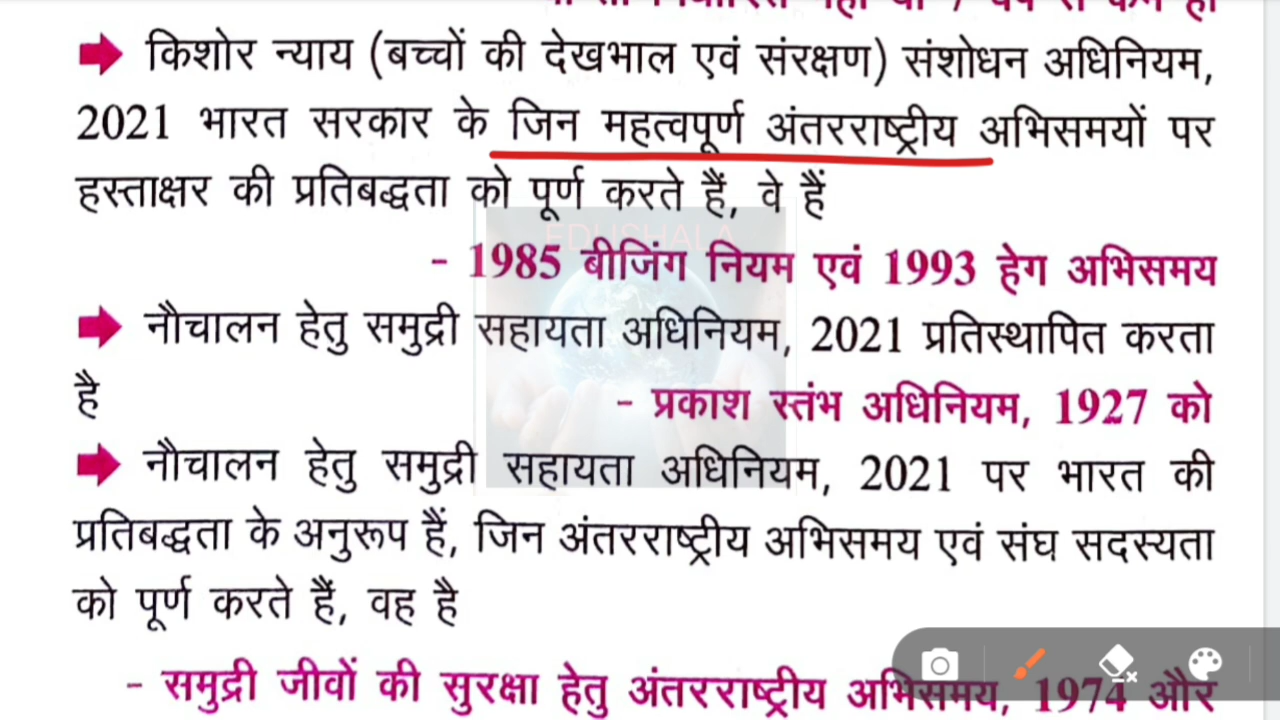 ➡ किशोर न्याय (बच्चों की देखभाल एवं संरक्षण) संशोधन अधिनियम,
2021 भारत सरकार के जिन महत्वपूर्ण अंतरराष्ट्रीय अभिसमयों पर
हस्ताक्षर की प्रतिबद्धता को पूर्ण करते हैं, वे हैं
EDUSHALA
- 1985 बीजिंग नियम एवं 1993 हेग अभिसमय
➡ नौचालन हेतु समुद्री सहायता अधिनियम, 2021 प्रतिस्थापित करता
है - प्रकाश स्तंभ अधिनियम, 1927 को
➡ नौचालन हेतु समुद्री सहायता अधिनियम, 2021 पर भारत की
प्रतिबद्धता के अनुरूप हैं, जिन अंतरराष्ट्रीय अभिसमय एवं संघ सदस्यता
को पूर्ण करते हैं, वह है
- समुद्री जीवों की सुरक्षा हेतु अंतरराष्ट्रीय अभिसमय, 1974 और